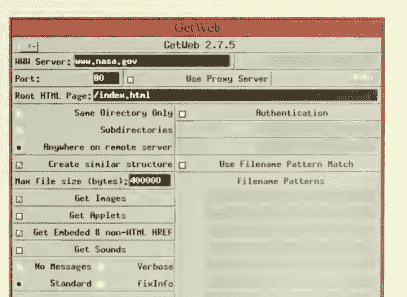 GetWeb
GetWeb 2.7.5
WWW Server: www.nasa.gov
Port: 80 Use Proxy Server
Root HTML Page: /index.html
Same Directory Only Authentication
Subdirectories
Anywhere on remote server
Create similar structure Use Filename Pattern Match
Max file size (bytes): 400000 Filename Patterns
Get Images
Get Applets
Get Embeded & non-HTML HREF
Get Sounds
No Messages Verbose
Standard fixInfo